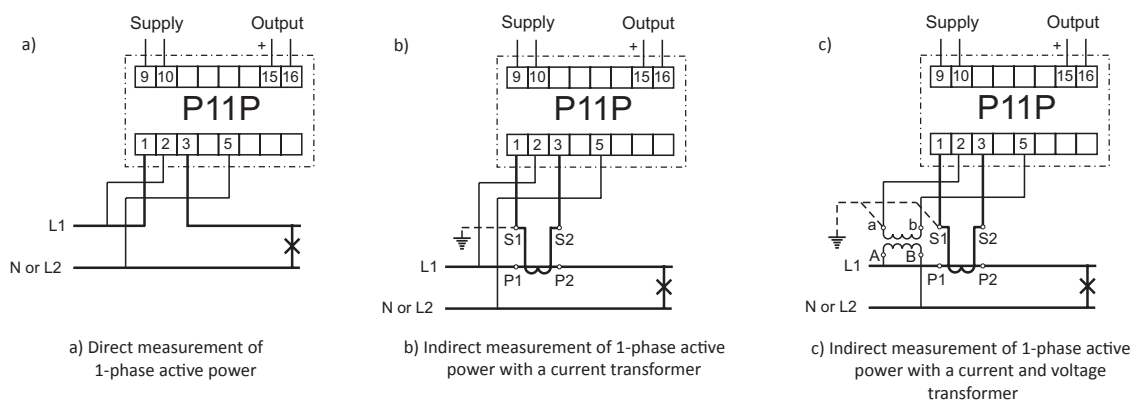 a)
Supply Output
+
9 10 15 16
P11P
1 2 3 5
L1
N or L2
a) Direct measurement of
1-phase active power
b)
Supply Output
+
9 10 15 16
P11P
1 2 3 5
S1 S2
L1
P1 P2
N or L2
b) Indirect measurement of 1-phase active
power with a current transformer
c)
Supply Output
+
9 10 15 16
P11P
1 2 3 5
a b S1 S2
A B
L1
P1 P2
N or L2
c) Indirect measurement of 1-phase active
power with a current and voltage
transformer